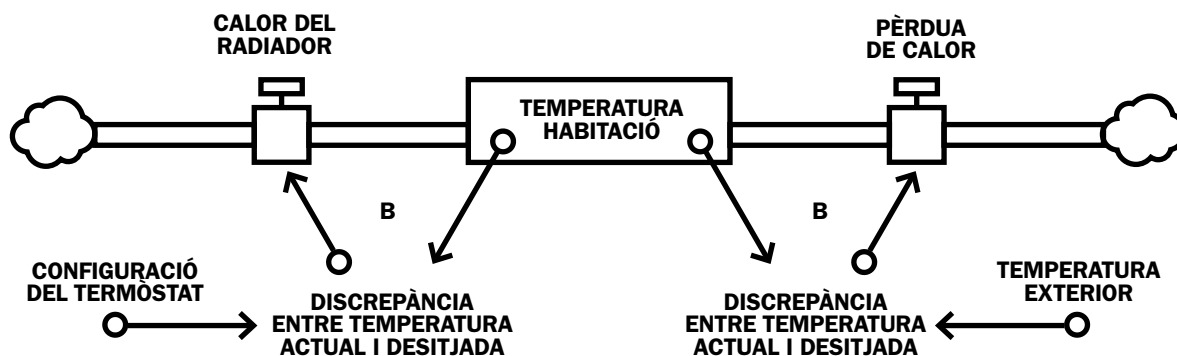 CALOR DEL
RADIADOR
PÈRDUA
DE CALOR
TEMPERATURA
HABITACIÓ
B
B
CONFIGURACIÓ
DEL TERMÒSTAT
DISCREPÀNCIA
ENTRE TEMPERATURA
ACTUAL I DESITJADA
DISCREPÀNCIA
ENTRE TEMPERATURA
ACTUAL I DESITJADA
TEMPERATURA
EXTERIOR